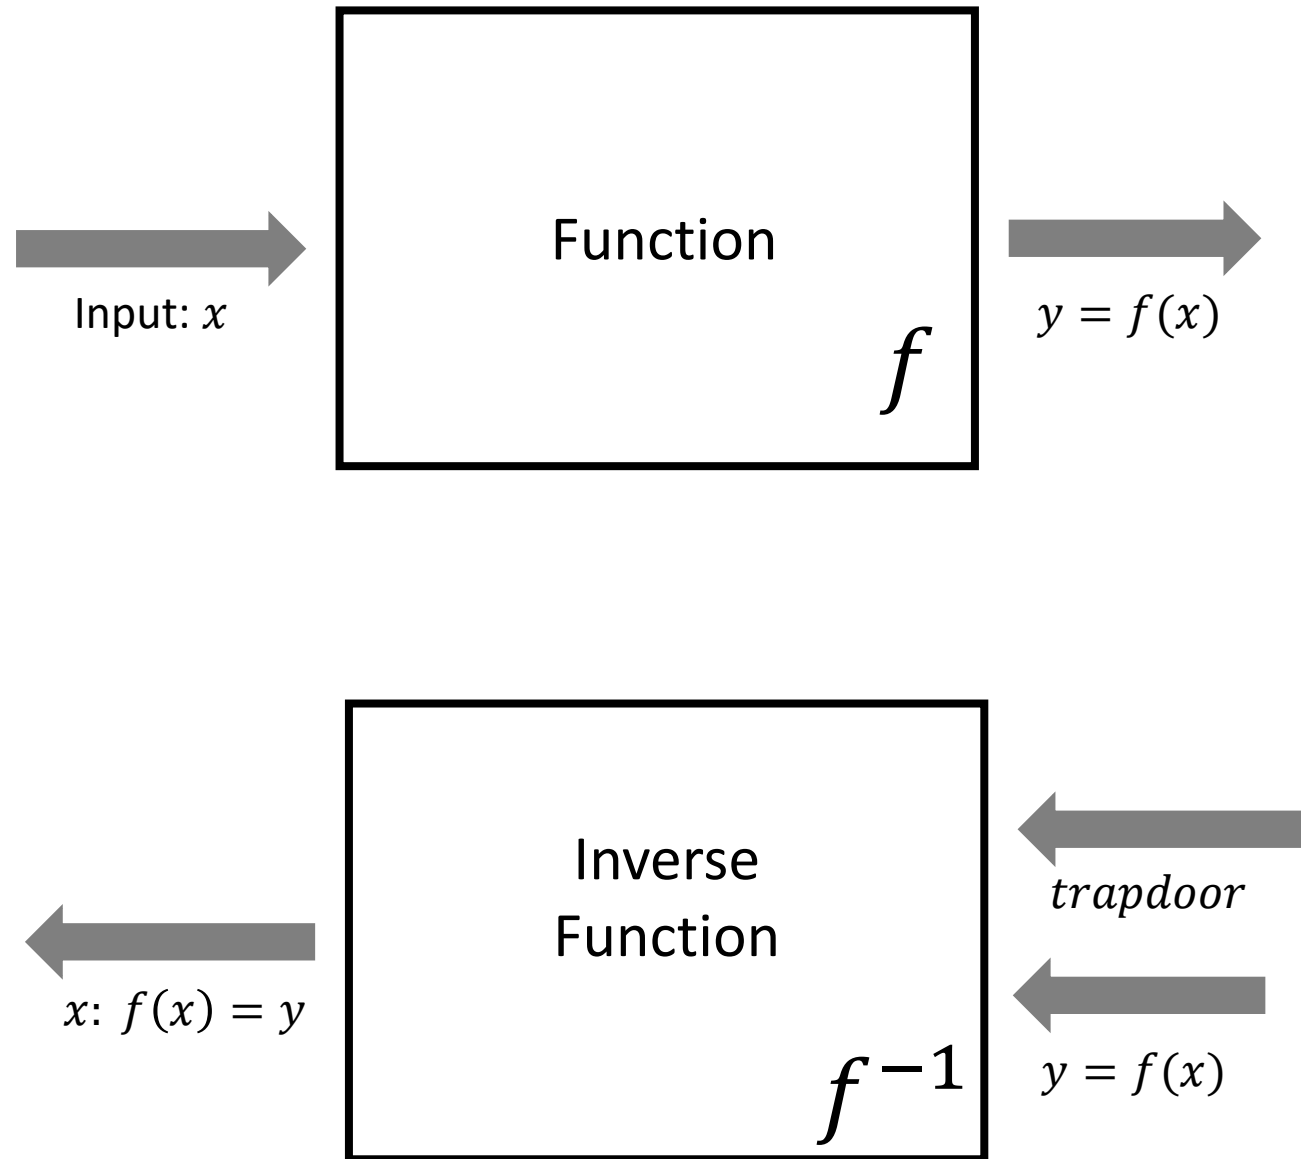 Function
Input: x
y = f(x)
f
Inverse
Function
trapdoor
x: f(x) = y
y = f(x)
f⁻¹